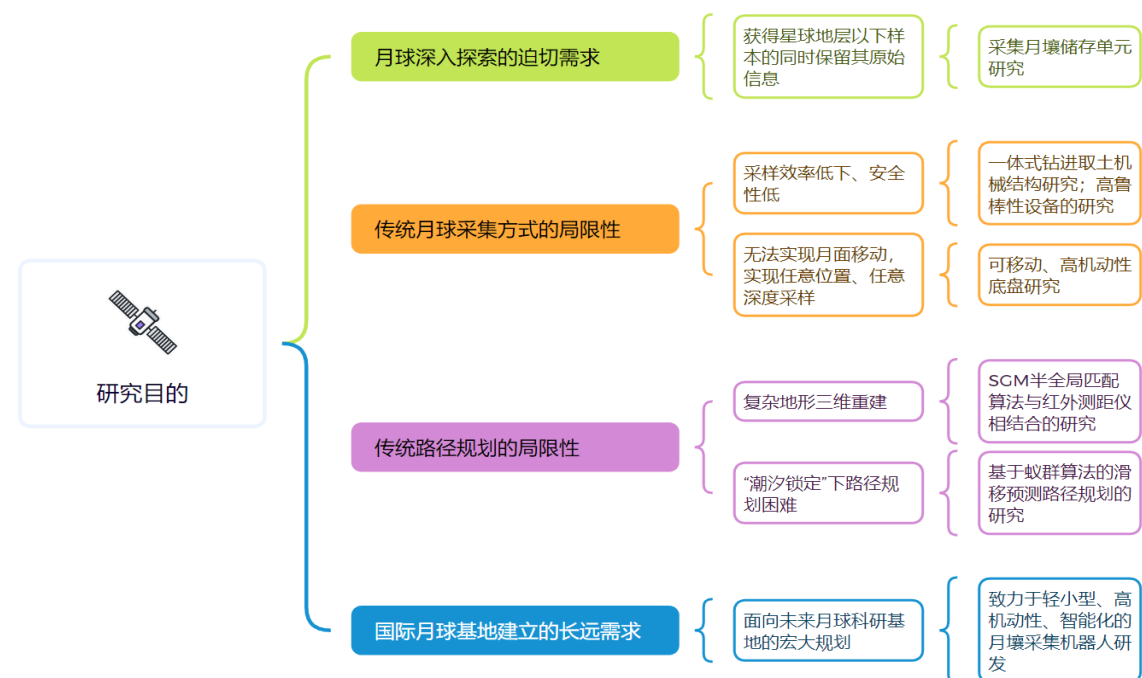 研究目的
月球深入探索的迫切需求
获得星球地层以下样
本的同时保留其原始
信息
采集月壤储存单元
研究
传统月球采集方式的局限性
采样效率低下、安全
性低
一体式钻进取土机
械结构研究；高鲁
棒性设备的研究
无法实现月面移动，
实现任意位置、任意
深度采样
可移动、高机动性
底盘研究
传统路径规划的局限性
复杂地形三维重建
SGM半全局匹配
算法与红外测距仪
相结合的研究
“潮汐锁定”下路径规
划困难
基于蚁群算法的滑
移预测路径规划的
研究
国际月球基地建立的长远需求
面向未来月球科研基
地的宏大规划
致力于轻小型、高
机动性、智能化的
月壤采集机器人研
发